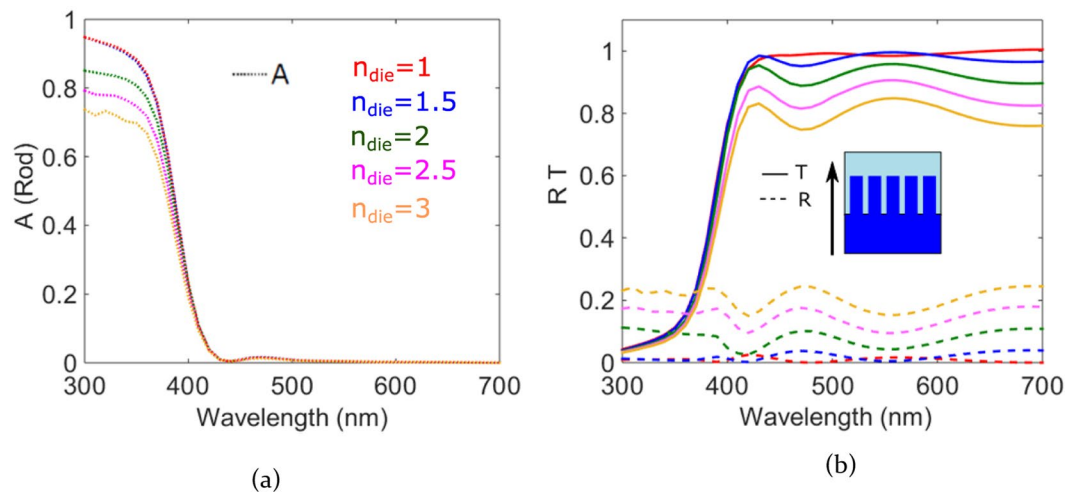 1
0.8
0.6
0.4
0.2
0
A (Rod)
A
n_die=1
n_die=1.5
n_die=2
n_die=2.5
n_die=3
300 400 500 600 700
Wavelength (nm)
(a)
1
0.8
0.6
0.4
0.2
0
R T
T
R
300 400 500 600 700
Wavelength (nm)
(b)